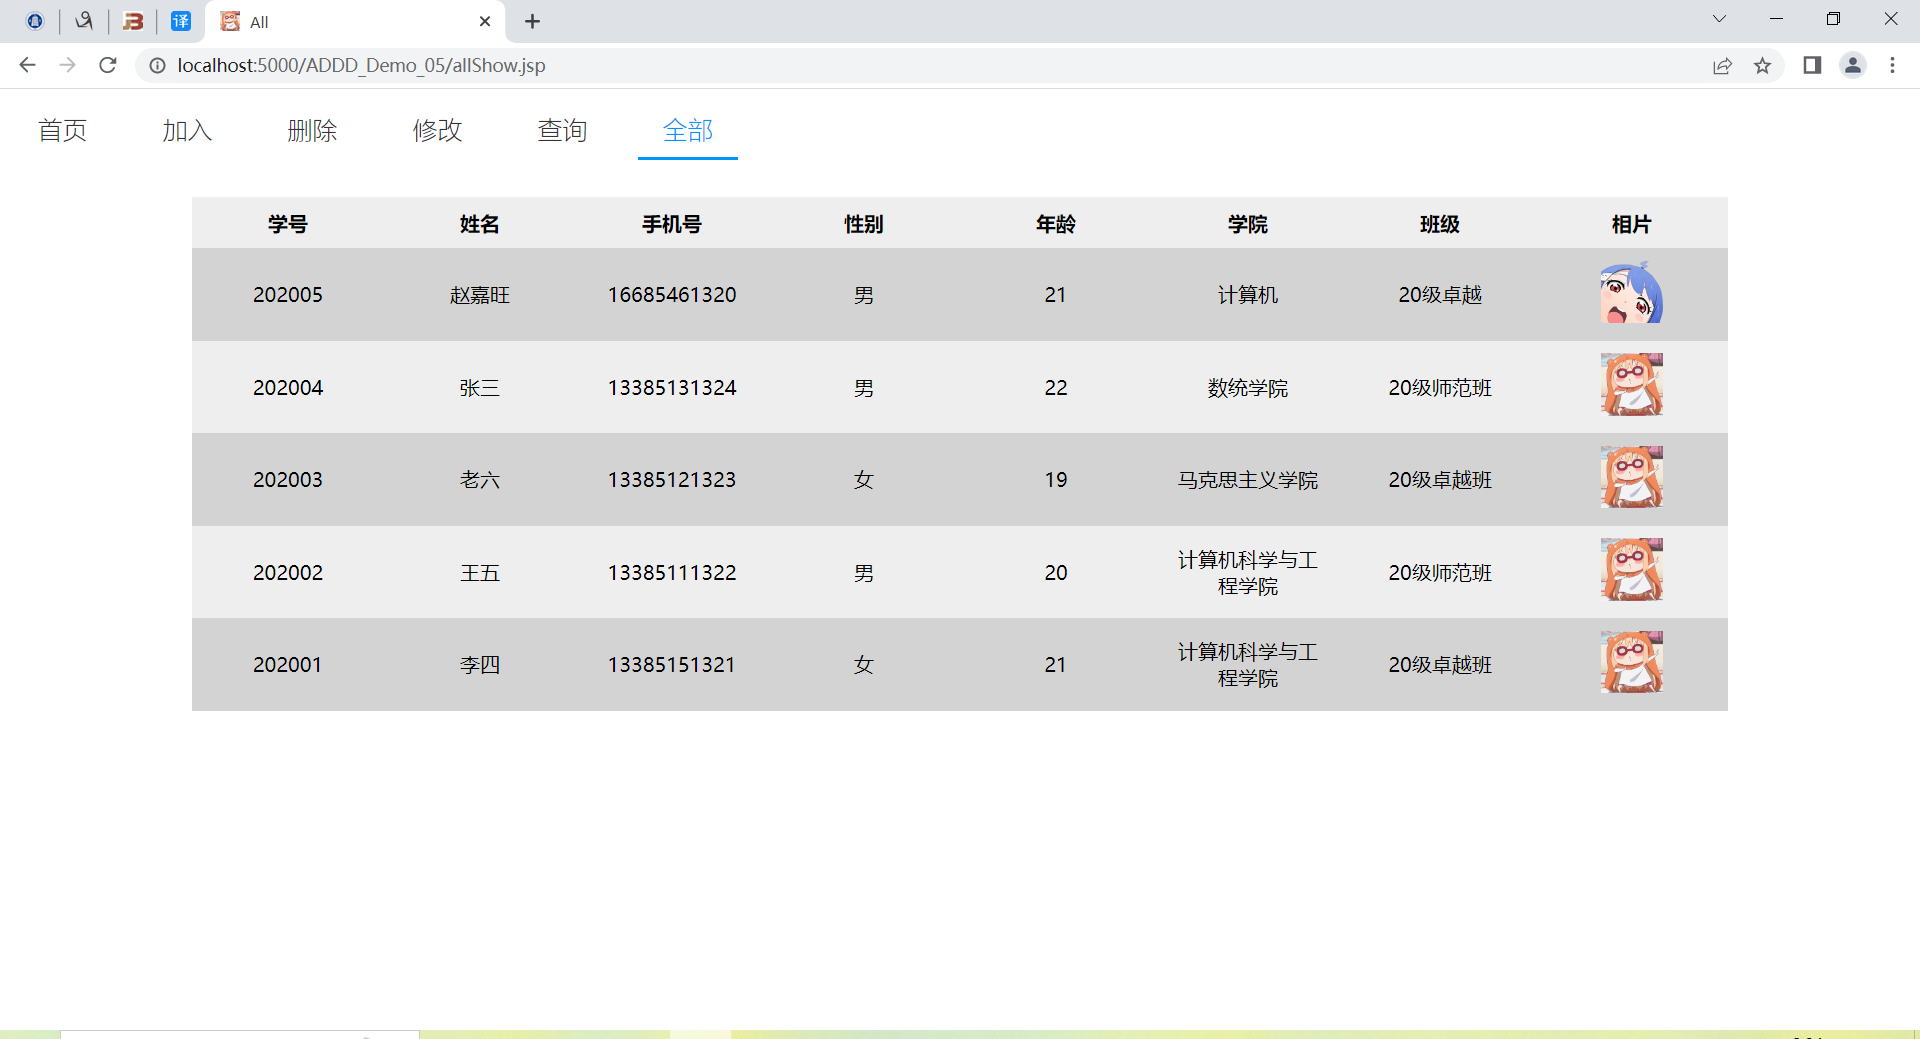 译 All
localhost:5000/ADDD_Demo_05/allShow.jsp
首页 加入 删除 修改 查询 全部
学号 姓名 手机号 性别 年龄 学院 班级 相片
202005 赵嘉旺 16685461320 男 21 计算机 20级卓越
202004 张三 13385131324 男 22 数统学院 20级师范班
202003 老六 13385121323 女 19 马克思主义学院 20级卓越班
202002 王五 13385111322 男 20 计算机科学与工
程学院 20级师范班
202001 李四 13385151321 女 21 计算机科学与工
程学院 20级卓越班